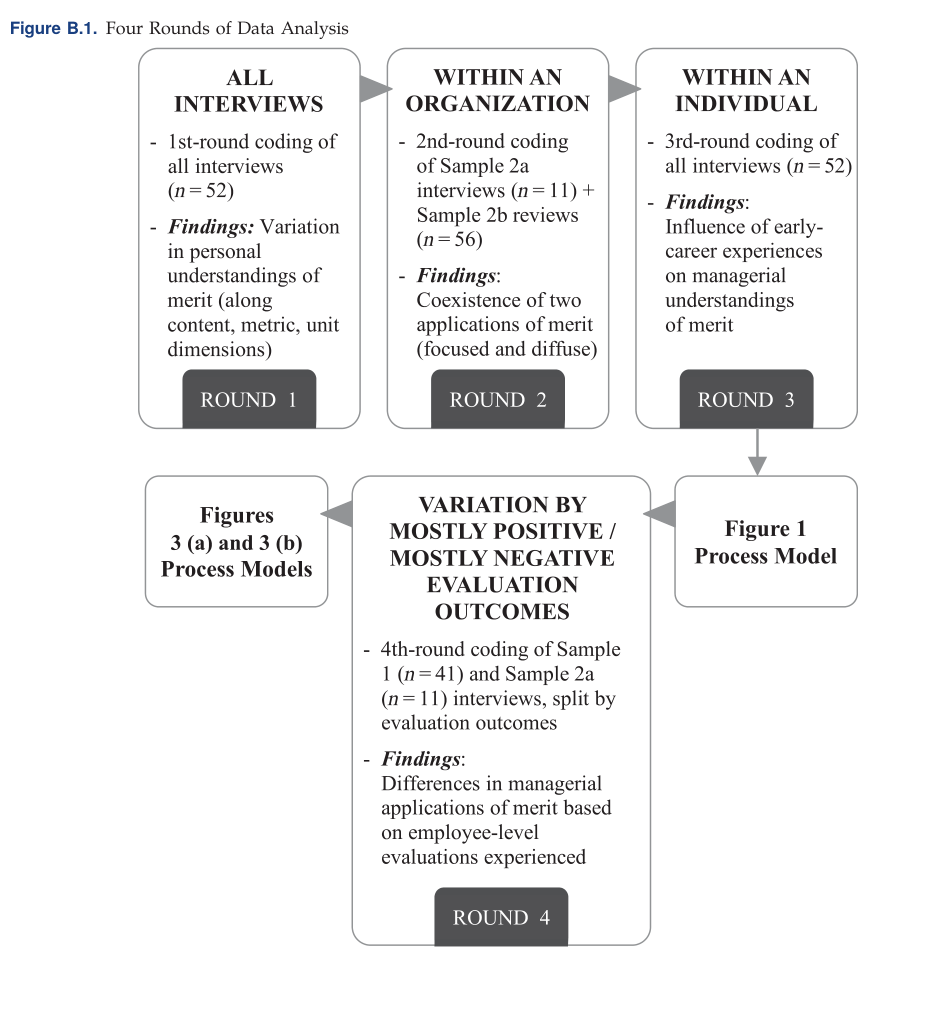 Figure B.1. Four Rounds of Data Analysis
ALL
INTERVIEWS
- 1st-round coding of
all interviews
(n = 52)
- Findings: Variation
in personal
understandings of
merit (along
content, metric, unit
dimensions)
ROUND 1
WITHIN AN
ORGANIZATION
- 2nd-round coding
of Sample 2a
interviews (n = 11) +
Sample 2b reviews
(n = 56)
- Findings:
Coexistence of two
applications of merit
(focused and diffuse)
ROUND 2
WITHIN AN
INDIVIDUAL
- 3rd-round coding of
all interviews (n = 52)
- Findings:
Influence of early-
career experiences
on managerial
understandings
of merit
ROUND 3
Figure 1
Process Model
VARIATION BY
MOSTLY POSITIVE /
MOSTLY NEGATIVE
EVALUATION
OUTCOMES
- 4th-round coding of Sample
1 (n = 41) and Sample 2a
(n = 11) interviews, split by
evaluation outcomes
- Findings:
Differences in managerial
applications of merit based
on employee-level
evaluations experienced
ROUND 4
Figures
3 (a) and 3 (b)
Process Models